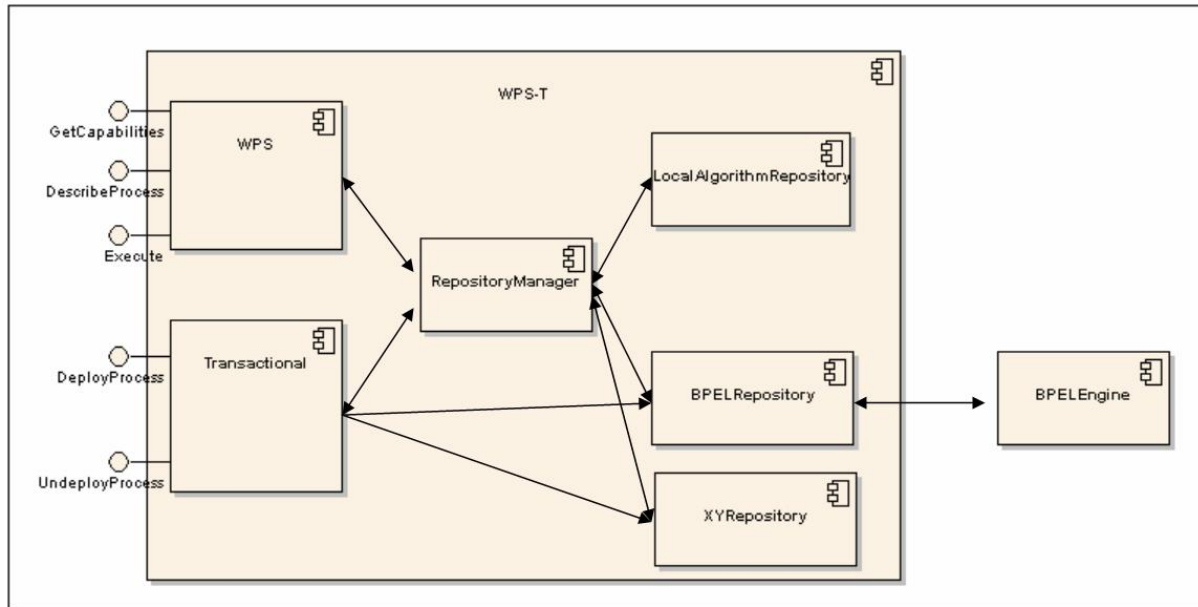 WPS-T
GetCapabilities
WPS
DescribeProcess
Execute
LocalAlgorithmRepository
RepositoryManager
Transactional
DeployProcess
UndeployProcess
BPELRepository
BPELEngine
XYRepository